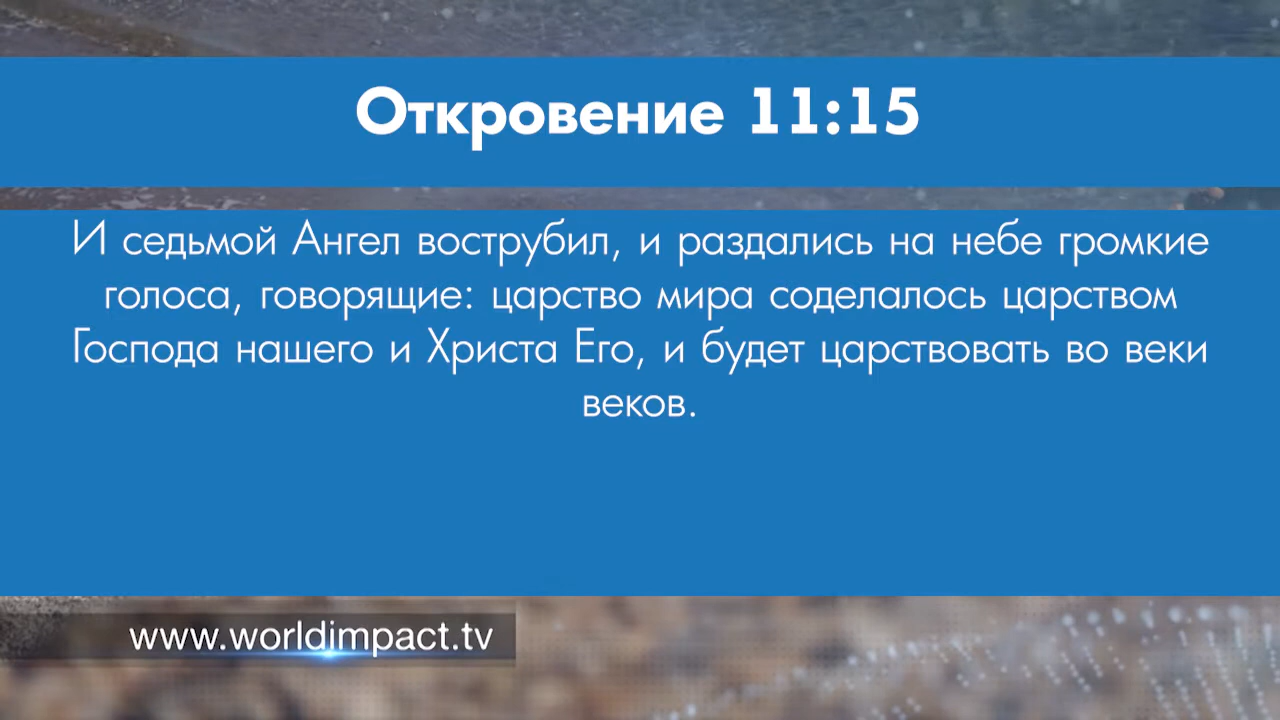 Откровение 11:15
И седьмой Ангел вострубил, и раздались на небе громкие
голоса, говорящие: царство мира соделалось царством
Господа нашего и Христа Его, и будет царствовать во веки
веков.
www.worldimpact.tv